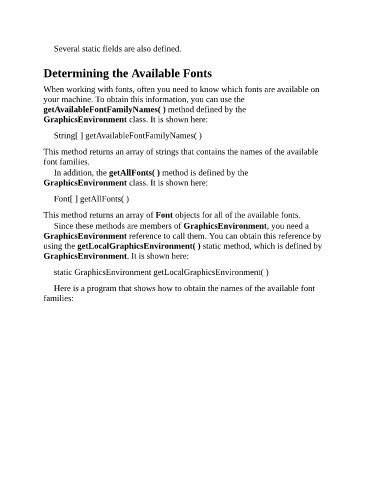 Several static fields are also defined.
Determining the Available Fonts
When working with fonts, often you need to know which fonts are available on
your machine. To obtain this information, you can use the
getAvailableFontFamilyNames( ) method defined by the
GraphicsEnvironment class. It is shown here:
String[ ] getAvailableFontFamilyNames( )
This method returns an array of strings that contains the names of the available
font families.
In addition, the getAllFonts( ) method is defined by the
GraphicsEnvironment class. It is shown here:
Font[ ] getAllFonts( )
This method returns an array of Font objects for all of the available fonts.
Since these methods are members of GraphicsEnvironment, you need a
GraphicsEnvironment reference to call them. You can obtain this reference by
using the getLocalGraphicsEnvironment( ) static method, which is defined by
GraphicsEnvironment. It is shown here:
static GraphicsEnvironment getLocalGraphicsEnvironment( )
Here is a program that shows how to obtain the names of the available font
families: